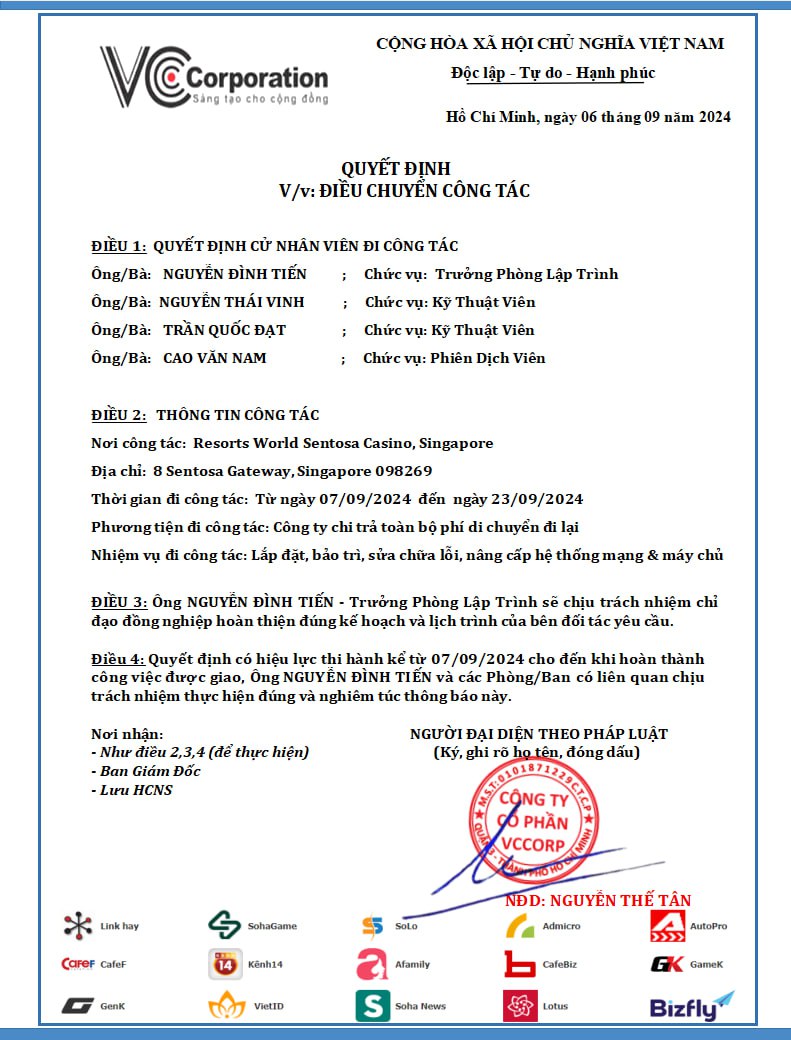 CỘNG HÒA XÃ HỘI CHỦ NGHĨA VIỆT NAM
Độc lập - Tự do - Hạnh phúc
VCCorporation
Sáng tạo cho cộng đồng
Hồ Chí Minh, ngày 06 tháng 09 năm 2024
QUYẾT ĐỊNH
V/v: ĐIỀU CHUYỂN CÔNG TÁC
ĐIỀU 1: QUYẾT ĐỊNH CỬ NHÂN VIÊN ĐI CÔNG TÁC
Ông/Bà: NGUYỄN ĐÌNH TIẾN ; Chức vụ: Trưởng Phòng Lập Trình
Ông/Bà: NGUYỄN THÁI VINH ; Chức vụ: Kỹ Thuật Viên
Ông/Bà: TRẦN QUỐC ĐẠT ; Chức vụ: Kỹ Thuật Viên
Ông/Bà: CAO VĂN NAM ; Chức vụ: Phiên Dịch Viên
ĐIỀU 2: THÔNG TIN CÔNG TÁC
Nơi công tác: Resorts World Sentosa Casino, Singapore
Địa chỉ: 8 Sentosa Gateway, Singapore 098269
Thời gian đi công tác: Từ ngày 07/09/2024 đến ngày 23/09/2024
Phương tiện đi công tác: Công ty chi trả toàn bộ phí di chuyển đi lại
Nhiệm vụ đi công tác: Lắp đặt, bảo trì, sửa chữa lỗi, nâng cấp hệ thống mạng & máy chủ
ĐIỀU 3: Ông NGUYỄN ĐÌNH TIẾN - Trưởng Phòng Lập Trình sẽ chịu trách nhiệm chỉ
đạo đồng nghiệp hoàn thiện đúng kế hoạch và lịch trình của bên đối tác yêu cầu.
Điều 4: Quyết định có hiệu lực thi hành kể từ 07/09/2024 cho đến khi hoàn thành
công việc được giao, Ông NGUYỄN ĐÌNH TIẾN và các Phòng/Ban có liên quan chịu
trách nhiệm thực hiện đúng và nghiêm túc thông báo này.
Nơi nhận:
- Như điều 2,3,4 (để thực hiện)
- Ban Giám Đốc
- Lưu HCNS
NGƯỜI ĐẠI DIỆN THEO PHÁP LUẬT
(Ký, ghi rõ họ tên, đóng dấu)
M.S.T:0101871229C.T.C.P
CÔNG TY
CỔ PHẦN
VCCORP
QUẬN 3 - THÀNH PHỐ HỒ CHÍ MINH
NĐD: NGUYỄN THẾ TÂN
Link hay
SohaGame
SoLo
Admicro
AutoPro
CafeF CafeF
14 Kênh14
a Afamily
b CafeBiz
GK GameK
G GenK
VietID
S Soha News
Lotus
Bizfly